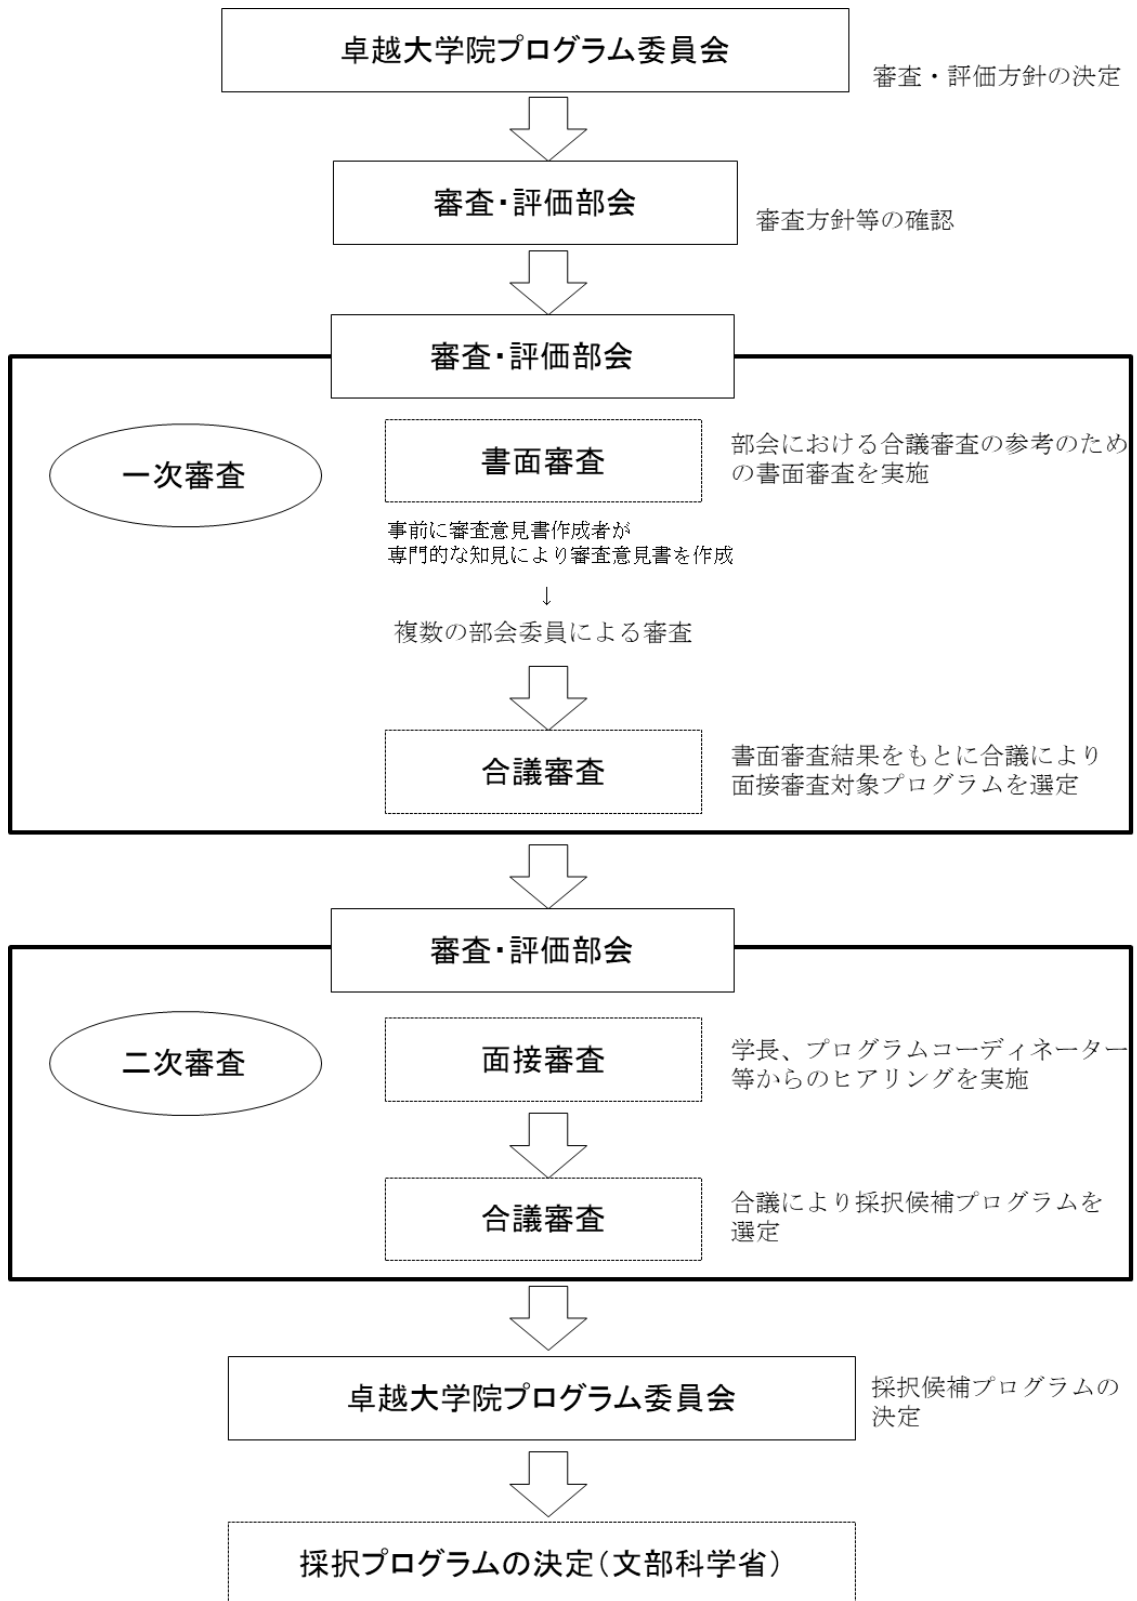 卓越大学院プログラム委員会
審査・評価方針の決定
審査・評価部会
審査方針等の確認
審査・評価部会
一次審査
書面審査
部会における合議審査の参考のため
の書面審査を実施
事前に審査意見書作成者が
専門的な知見により審査意見書を作成
↓
複数の部会委員による審査
合議審査
書面審査結果をもとに合議により
面接審査対象プログラムを選定
審査・評価部会
二次審査
面接審査
学長、プログラムコーディネーター
等からのヒアリングを実施
合議審査
合議により採択候補プログラムを
選定
卓越大学院プログラム委員会
採択候補プログラムの
決定
採択プログラムの決定（文部科学省）